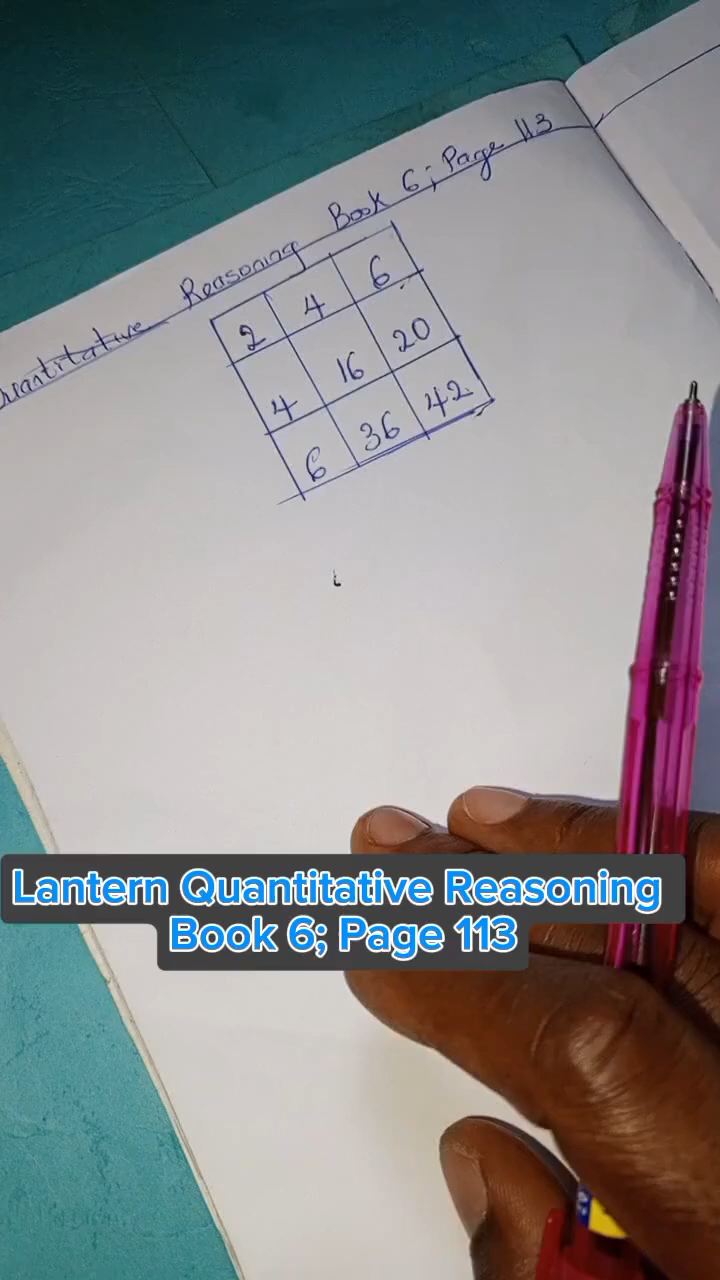 Quantitative Reasoning Book 6; Page 113
2 4 6
4 16 20
6 36 42
Lantern Quantitative Reasoning
Book 6; Page 113